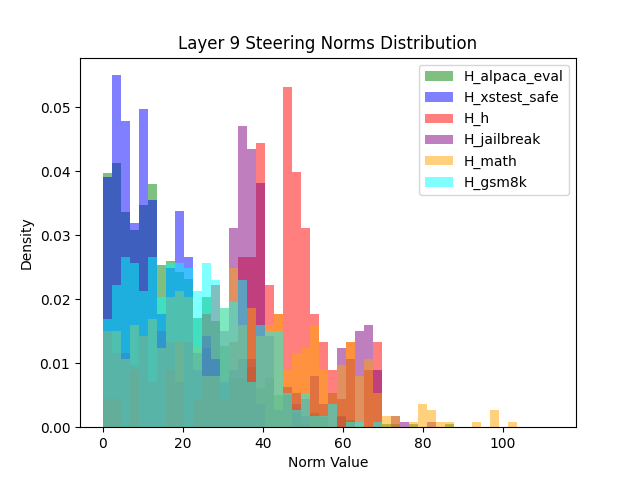 Layer 9 Steering Norms Distribution
H_alpaca_eval
H_xstest_safe
H_h
H_jailbreak
H_math
H_gsm8k
Density
0.05
0.04
0.03
0.02
0.01
0.00
0 20 40 60 80 100
Norm Value